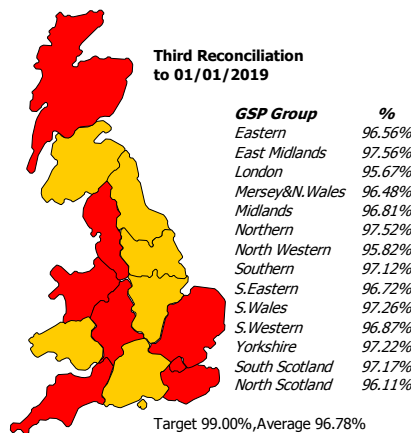 Third Reconciliation
to 01/01/2019
GSP Group %
Eastern 96.56%
East Midlands 97.56%
London 95.67%
Mersey&N.Wales 96.48%
Midlands 96.81%
Northern 97.52%
North Western 95.82%
Southern 97.12%
S.Eastern 96.72%
S.Wales 97.26%
S.Western 96.87%
Yorkshire 97.22%
South Scotland 97.17%
North Scotland 96.11%
Target 99.00%,Average 96.78%